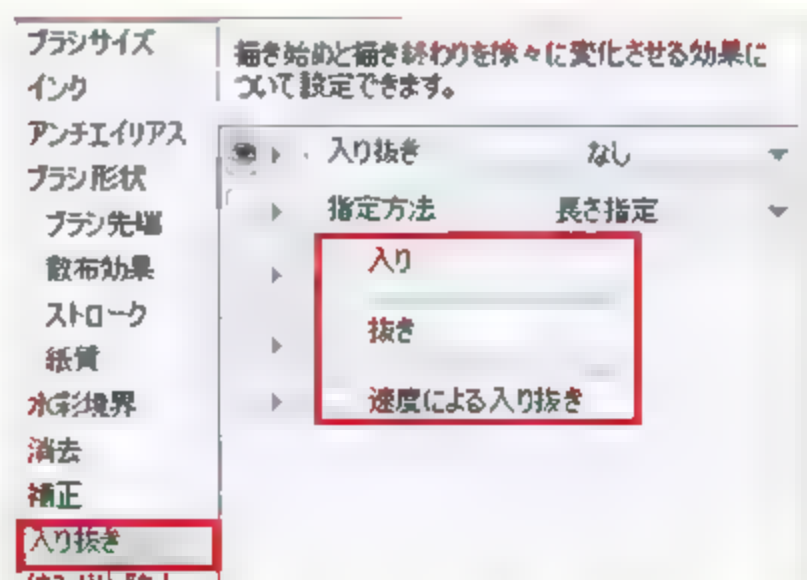 ブラシサイズ
インク
アンチエイリアス
ブラシ形状
ブラシ先端
散布効果
ストローク
紙質
水彩境界
消去
補正
入り抜き
描き始めと描き終わりを徐々に変化させる効果に
ついて設定できます。
入り抜き なし
指定方法 長さ指定
入り
抜き
速度による入り抜き